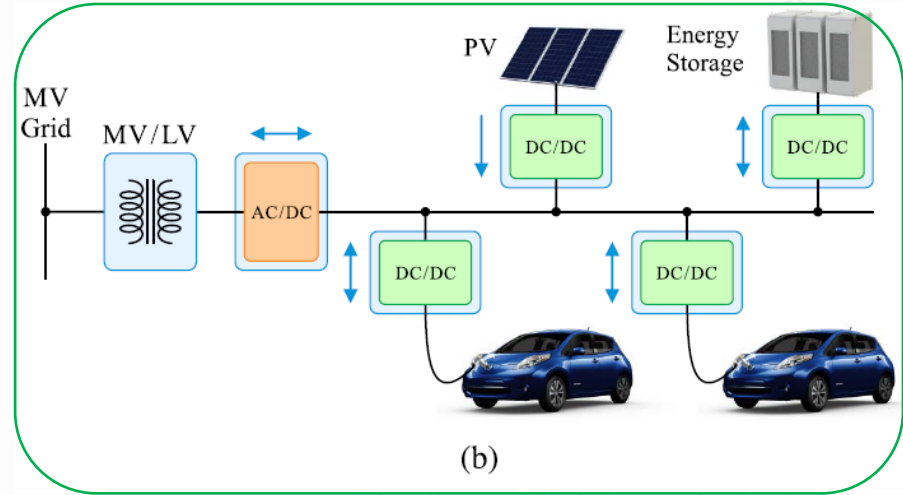 MV
Grid
MV/LV
AC/DC
PV
DC/DC
Energy
Storage
DC/DC
DC/DC
DC/DC
(b)